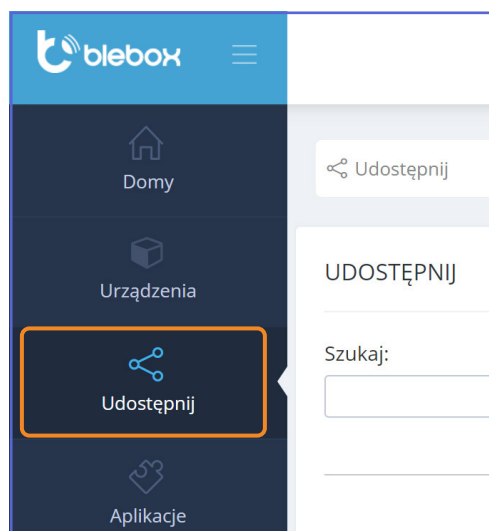 blebox
Domy
Urządzenia
Udostępnij
Aplikacje
Udostępnij
UDOSTĘPNIJ
Szukaj: